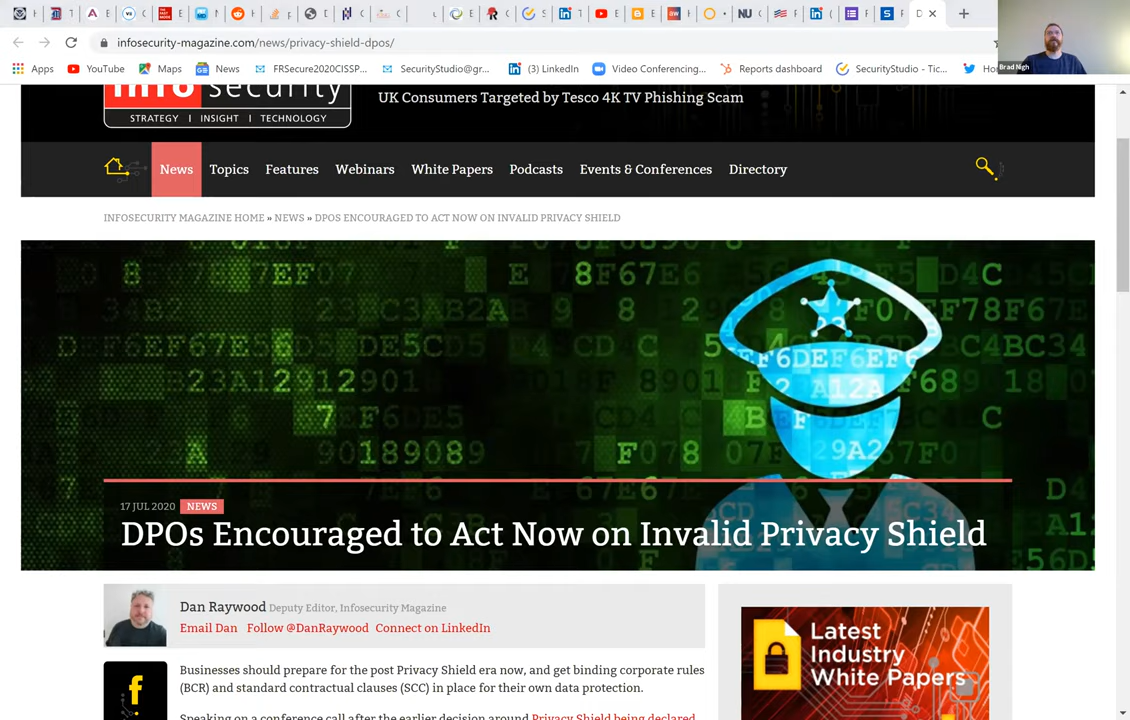 infosecurity-magazine.com/news/privacy-shield-dpos/
Brad Nigh
Apps YouTube Maps News FRSecure2020CISSP... SecurityStudio@gr... (3) LinkedIn Video Conferencing... Reports dashboard SecurityStudio - Tic...
info security
STRATEGY | INSIGHT | TECHNOLOGY
UK Consumers Targeted by Tesco 4K TV Phishing Scam
News Topics Features Webinars White Papers Podcasts Events & Conferences Directory
INFOSECURITY MAGAZINE HOME » NEWS » DPOS ENCOURAGED TO ACT NOW ON INVALID PRIVACY SHIELD
17 JUL 2020 NEWS
DPOs Encouraged to Act Now on Invalid Privacy Shield
Dan Raywood Deputy Editor, Infosecurity Magazine
Email Dan Follow @DanRaywood Connect on LinkedIn
Businesses should prepare for the post Privacy Shield era now, and get binding corporate rules
(BCR) and standard contractual clauses (SCC) in place for their own data protection.
Speaking on a conference call after the earlier decision around Privacy Shield being declared
Latest
Industry
White Papers